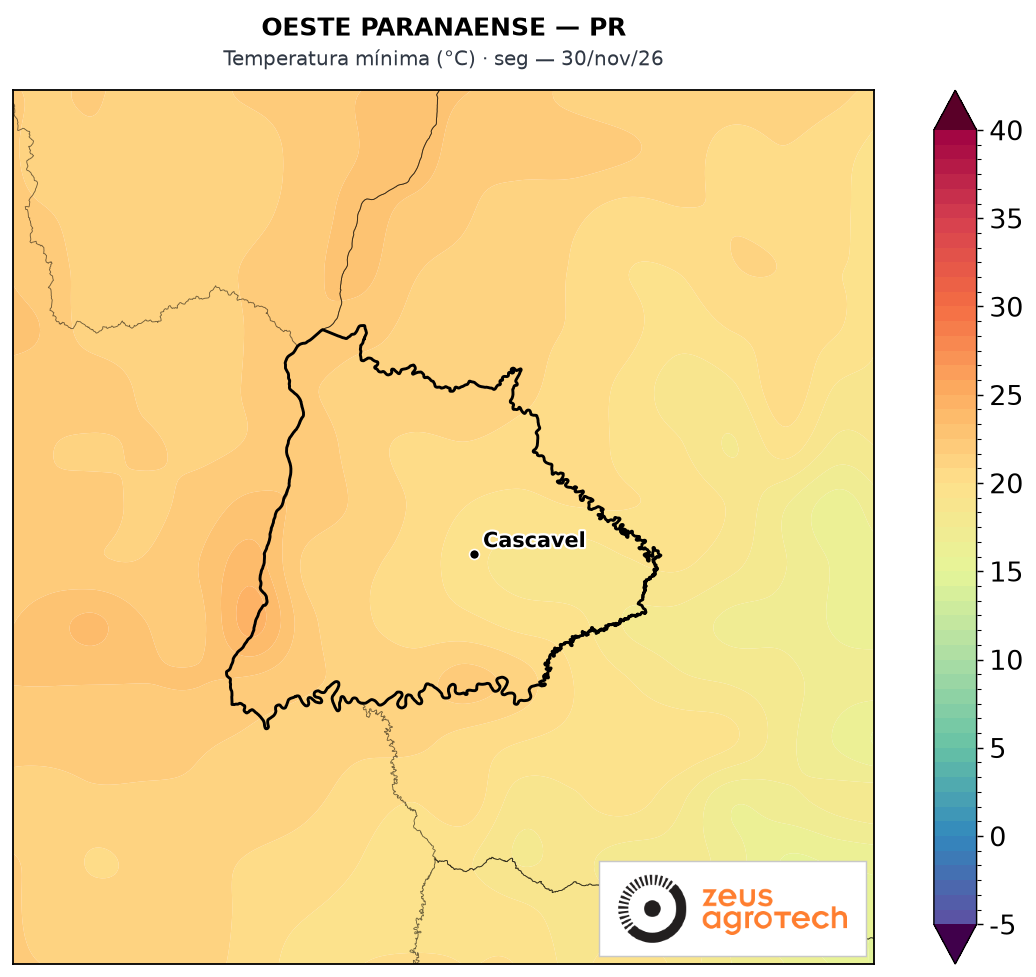 OESTE PARANAENSE — PR
Temperatura mínima (°C) · seg — 30/nov/26
40
35
30
25
20
15
10
5
0
-5
Cascavel
zeus
agrotech